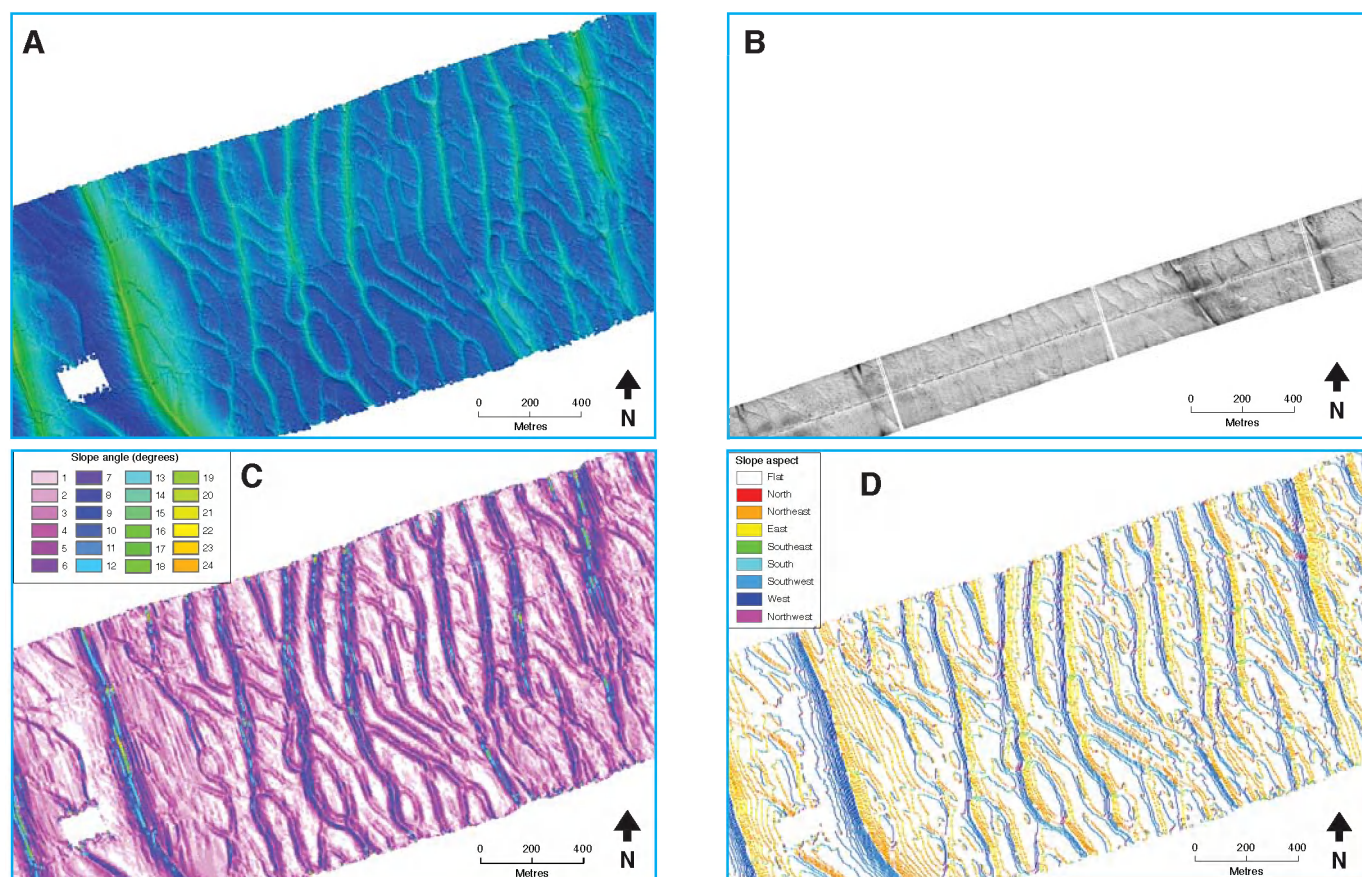 A
N
0 200 400
Metres
B
N
0 200 400
Metres
C
Slope angle (degrees)
1 7 13 19
2 8 14 20
3 9 15 21
4 10 16 22
5 11 17 23
6 12 18 24
N
0 200 400
Metres
D
Slope aspect
Flat
North
Northeast
East
Southeast
South
Southwest
West
Northwest
N
0 200 400
Metres